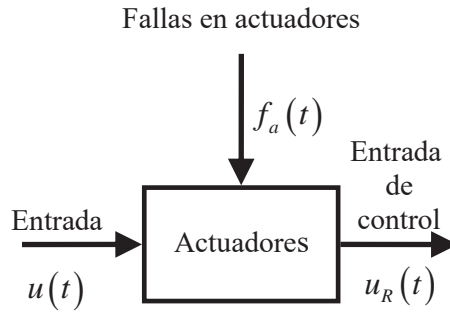 Fallas en actuadores
f_a(t)
Entrada
de
control
Entrada
Actuadores
u(t)
u_R(t)